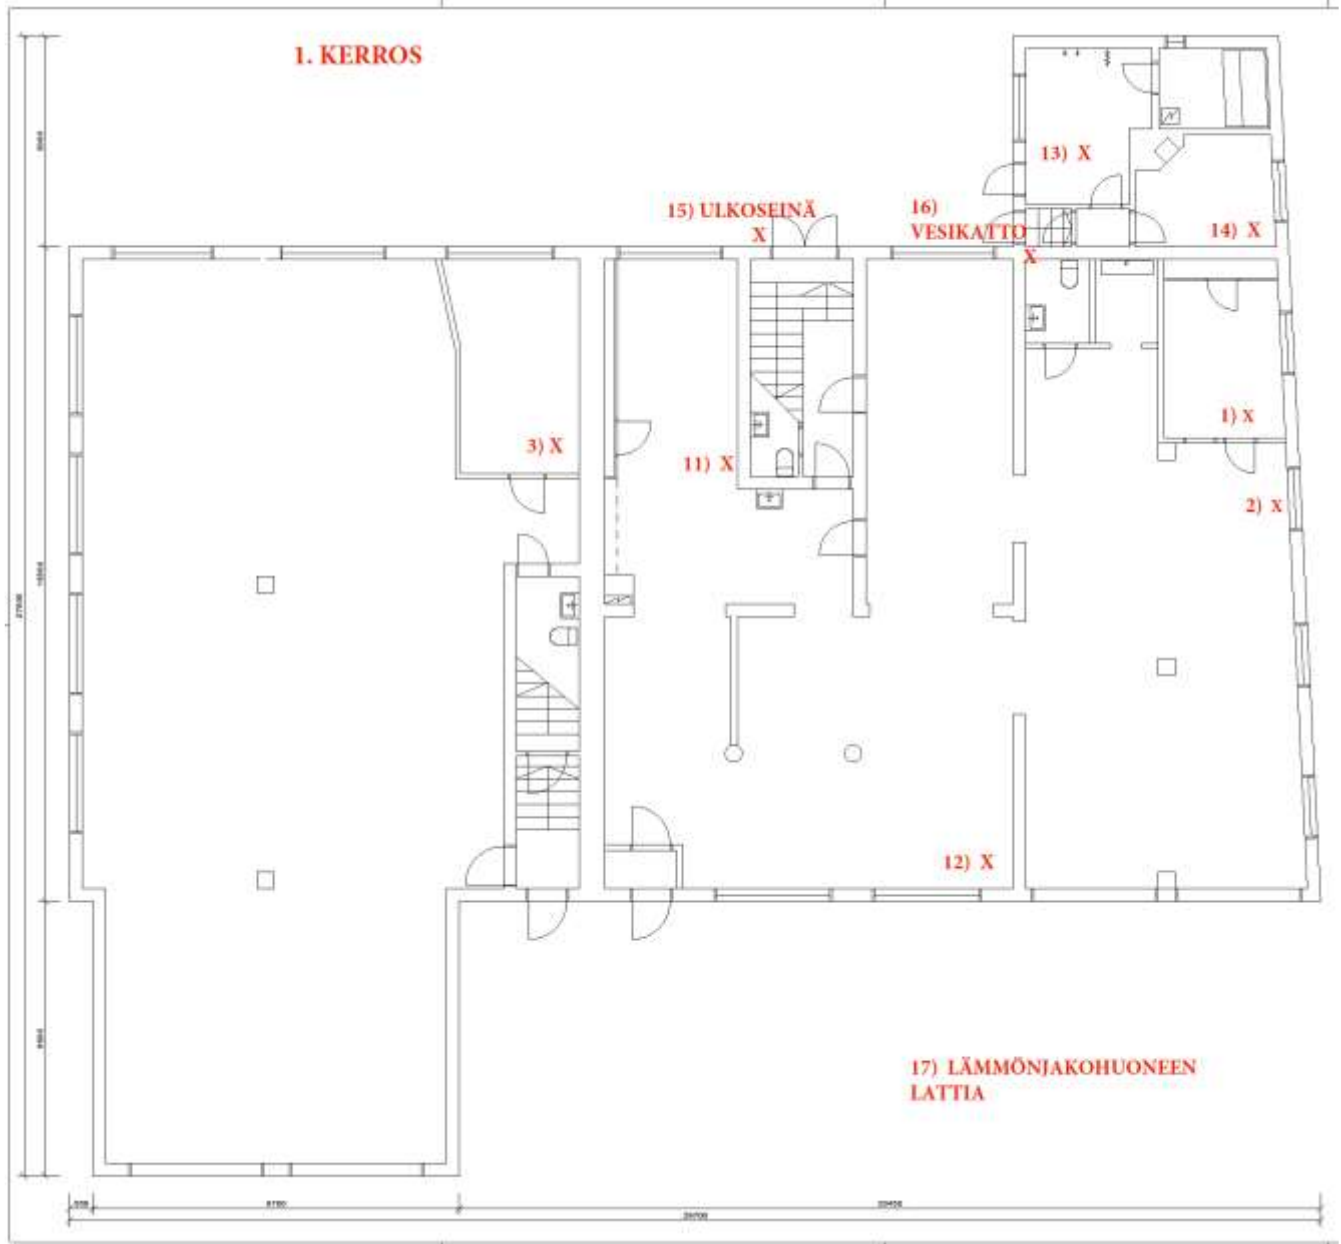 1. KERROS
13) X
15) ULKOSEINÄ
X
16)
VESIKATTO
X
14) X
3) X
11) X
1) X
2) X
12) X
17) LÄMMÖNJAKOHUONEEN
LATTIA